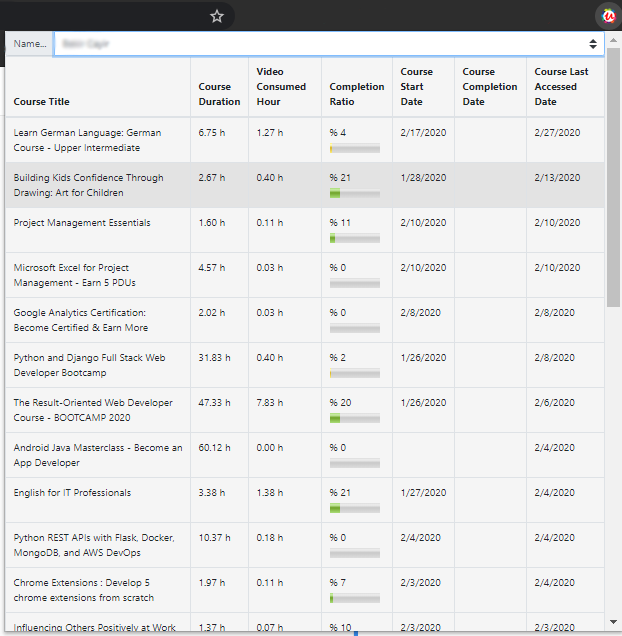 Name...
Course Title
Course Duration
Video Consumed Hour
Completion Ratio
Course Start Date
Course Completion Date
Course Last Accessed Date
Learn German Language: German
Course - Upper Intermediate
6.75 h
1.27 h
% 4
2/17/2020
2/27/2020
Building Kids Confidence Through
Drawing: Art for Children
2.67 h
0.40 h
% 21
1/28/2020
2/13/2020
Project Management Essentials
1.60 h
0.11 h
% 11
2/10/2020
2/10/2020
Microsoft Excel for Project
Management - Earn 5 PDUs
4.57 h
0.03 h
% 0
2/10/2020
2/10/2020
Google Analytics Certification:
Become Certified & Earn More
2.02 h
0.03 h
% 0
2/8/2020
2/8/2020
Python and Django Full Stack Web
Developer Bootcamp
31.83 h
0.40 h
% 2
1/26/2020
2/8/2020
The Result-Oriented Web Developer
Course - BOOTCAMP 2020
47.33 h
7.83 h
% 20
1/26/2020
2/6/2020
Android Java Masterclass - Become an
App Developer
60.12 h
0.00 h
% 0
2/4/2020
English for IT Professionals
3.38 h
1.38 h
% 21
1/27/2020
2/4/2020
Python REST APIs with Flask, Docker,
MongoDB, and AWS DevOps
10.37 h
0.18 h
% 0
2/4/2020
2/4/2020
Chrome Extensions : Develop 5
chrome extensions from scratch
1.97 h
0.11 h
% 7
2/3/2020
2/4/2020
Influencing Others Positively at Work
1.37 h
0.07 h
% 10
2/3/2020
2/3/2020